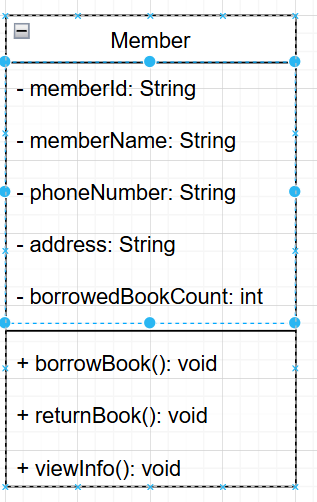 Member
- memberId: String
- memberName: String
- phoneNumber: String
- address: String
- borrowedBookCount: int
+ borrowBook(): void
+ returnBook(): void
+ viewInfo(): void